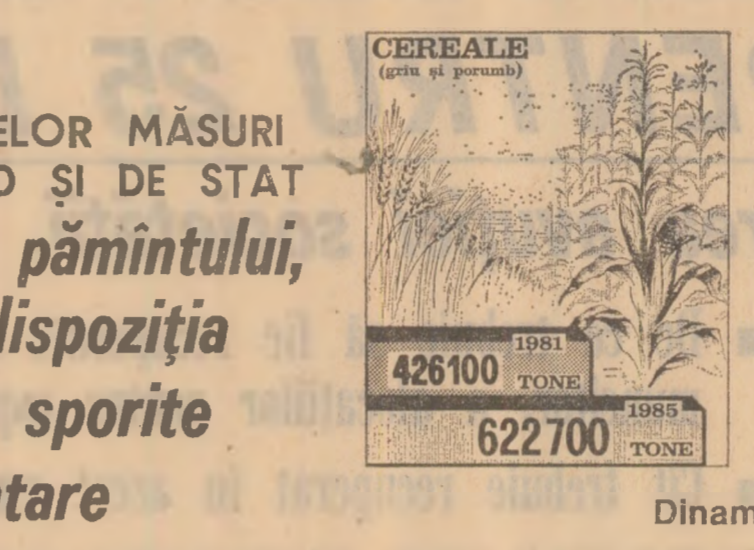 ELOR MĂSURI
ȘI DE STAT
pămîntului,
dispoziția
sporite
tare
CEREALE
(grîu și porumb)
1981
426100 TONE
1985
622700 TONE
Dinam